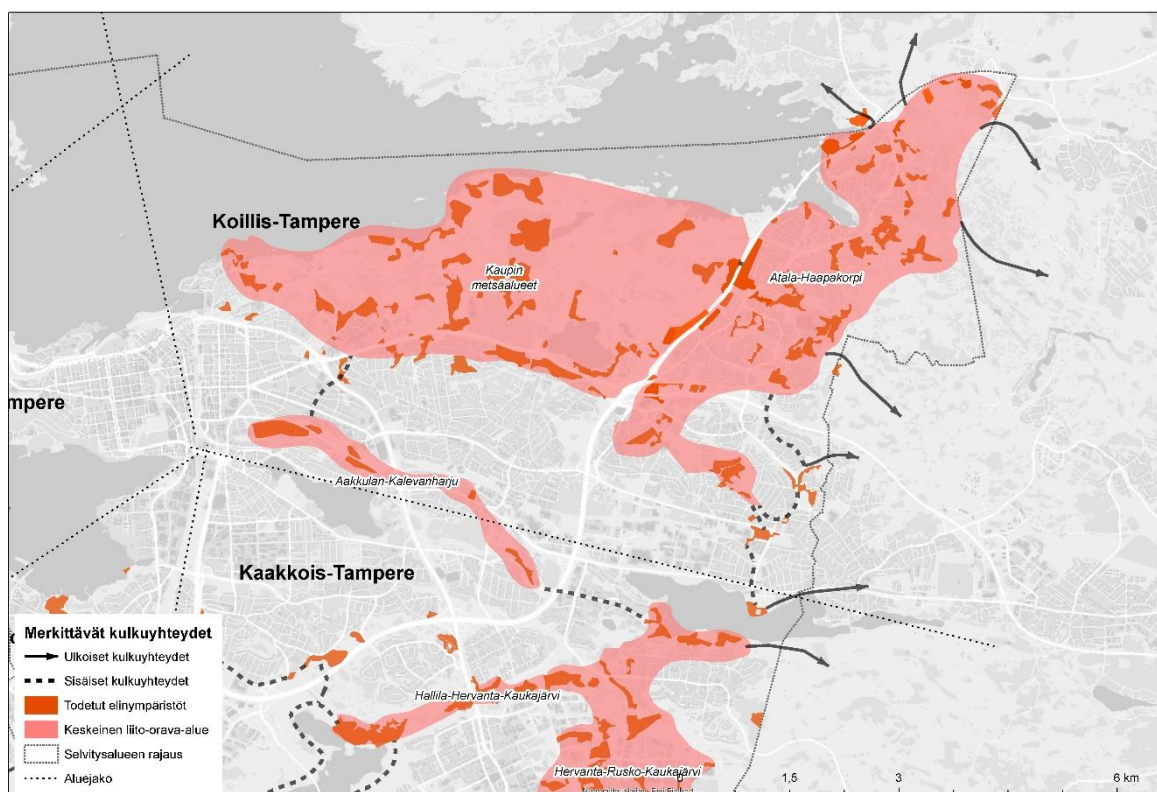 Koillis-Tampere
Kaupin
metsäalueet
Atala-Haapakorpi
mpere
Aakkulan-Kalevanharju
Kaakkois-Tampere
Hallila-Hervanta-Kaukajärvi
Hervanta-Rusko-Kaukajärvi
Merkittävät kulkuyhteydet
Ulkoiset kulkuyhteydet
Sisäiset kulkuyhteydet
Todetut elinympäristöt
Keskeinen liito-orava-alue
Selvitysalueen rajaus
Aluejako
0 1,5 3 6 km